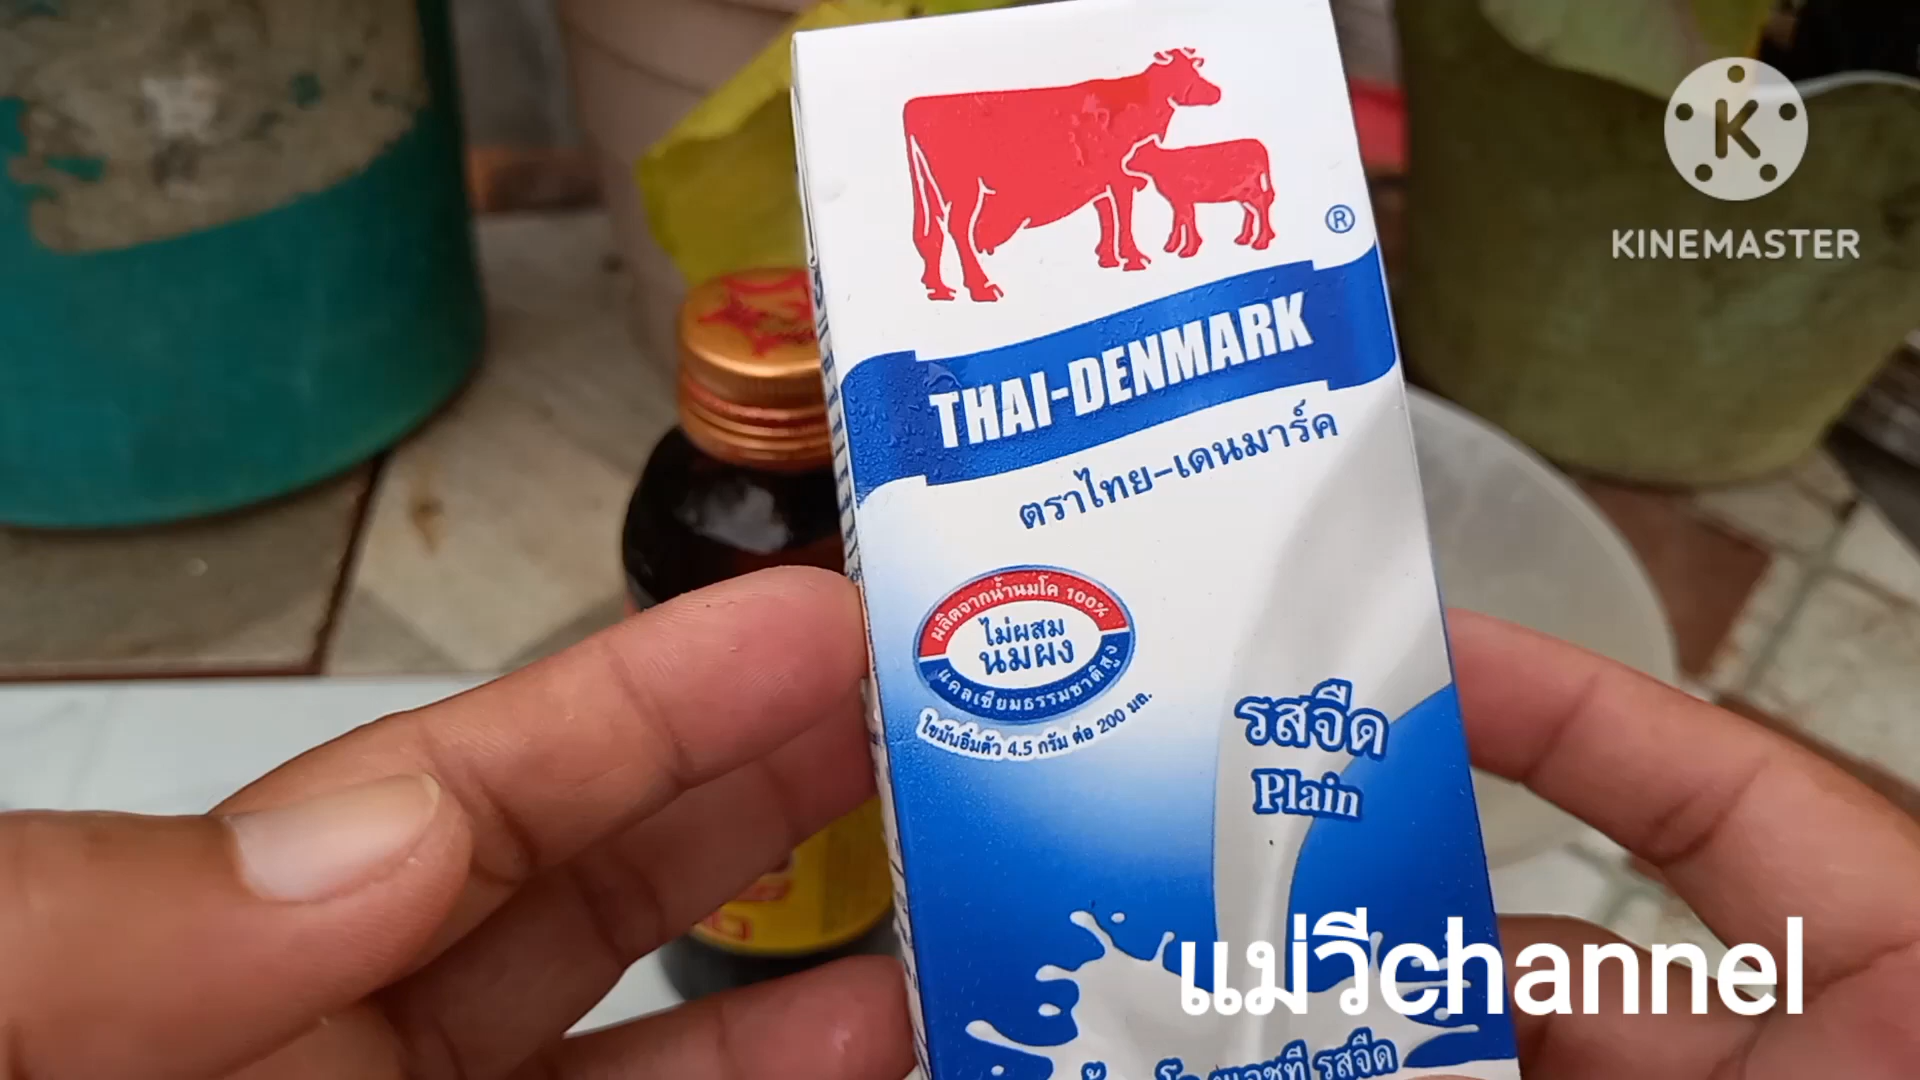 K
KINEMASTER
®
THAI-DENMARK
ตราไทย-เดนมาร์ค
ผลิตจากน้ำนมโค 100%
ไม่ผสม
นมผง
แคลเซียมธรรมชาติสูง
ไขมันอิ่มตัว 4.5 กรัม ต่อ 200 มล.
รสจืด
Plain
แม่วีchannel
รสจืด